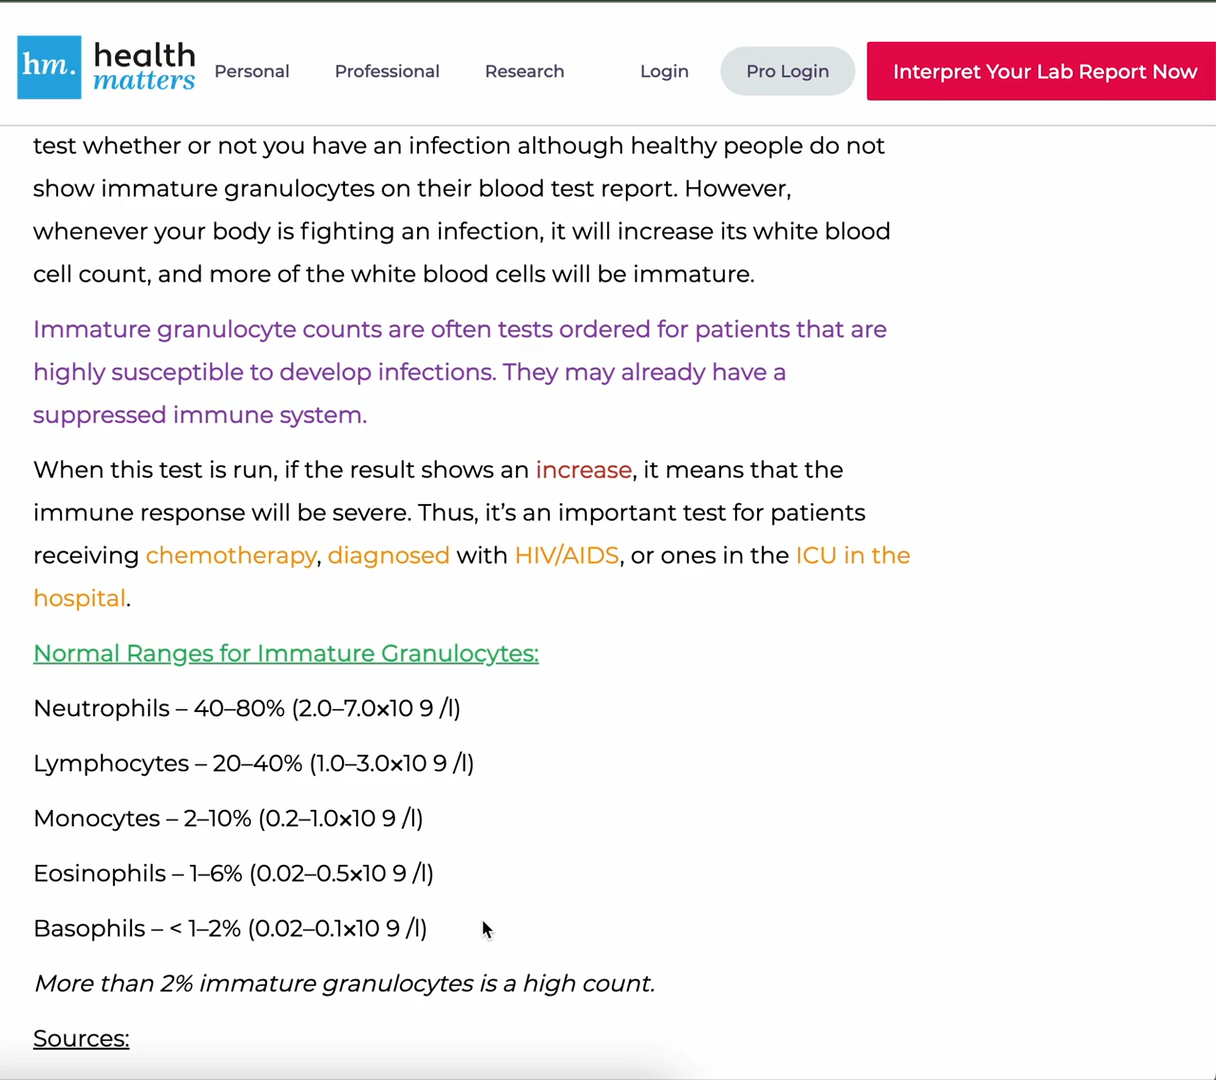 hm. health matters Personal Professional Research Login Pro Login Interpret Your Lab Report Now
test whether or not you have an infection although healthy people do not
show immature granulocytes on their blood test report. However,
whenever your body is fighting an infection, it will increase its white blood
cell count, and more of the white blood cells will be immature.
Immature granulocyte counts are often tests ordered for patients that are
highly susceptible to develop infections. They may already have a
suppressed immune system.
When this test is run, if the result shows an increase, it means that the
immune response will be severe. Thus, it’s an important test for patients
receiving chemotherapy, diagnosed with HIV/AIDS, or ones in the ICU in the
hospital.
Normal Ranges for Immature Granulocytes:
Neutrophils – 40–80% (2.0–7.0×10 9 /l)
Lymphocytes – 20–40% (1.0–3.0×10 9 /l)
Monocytes – 2–10% (0.2–1.0×10 9 /l)
Eosinophils – 1–6% (0.02–0.5×10 9 /l)
Basophils – < 1–2% (0.02–0.1×10 9 /l)
More than 2% immature granulocytes is a high count.
Sources: